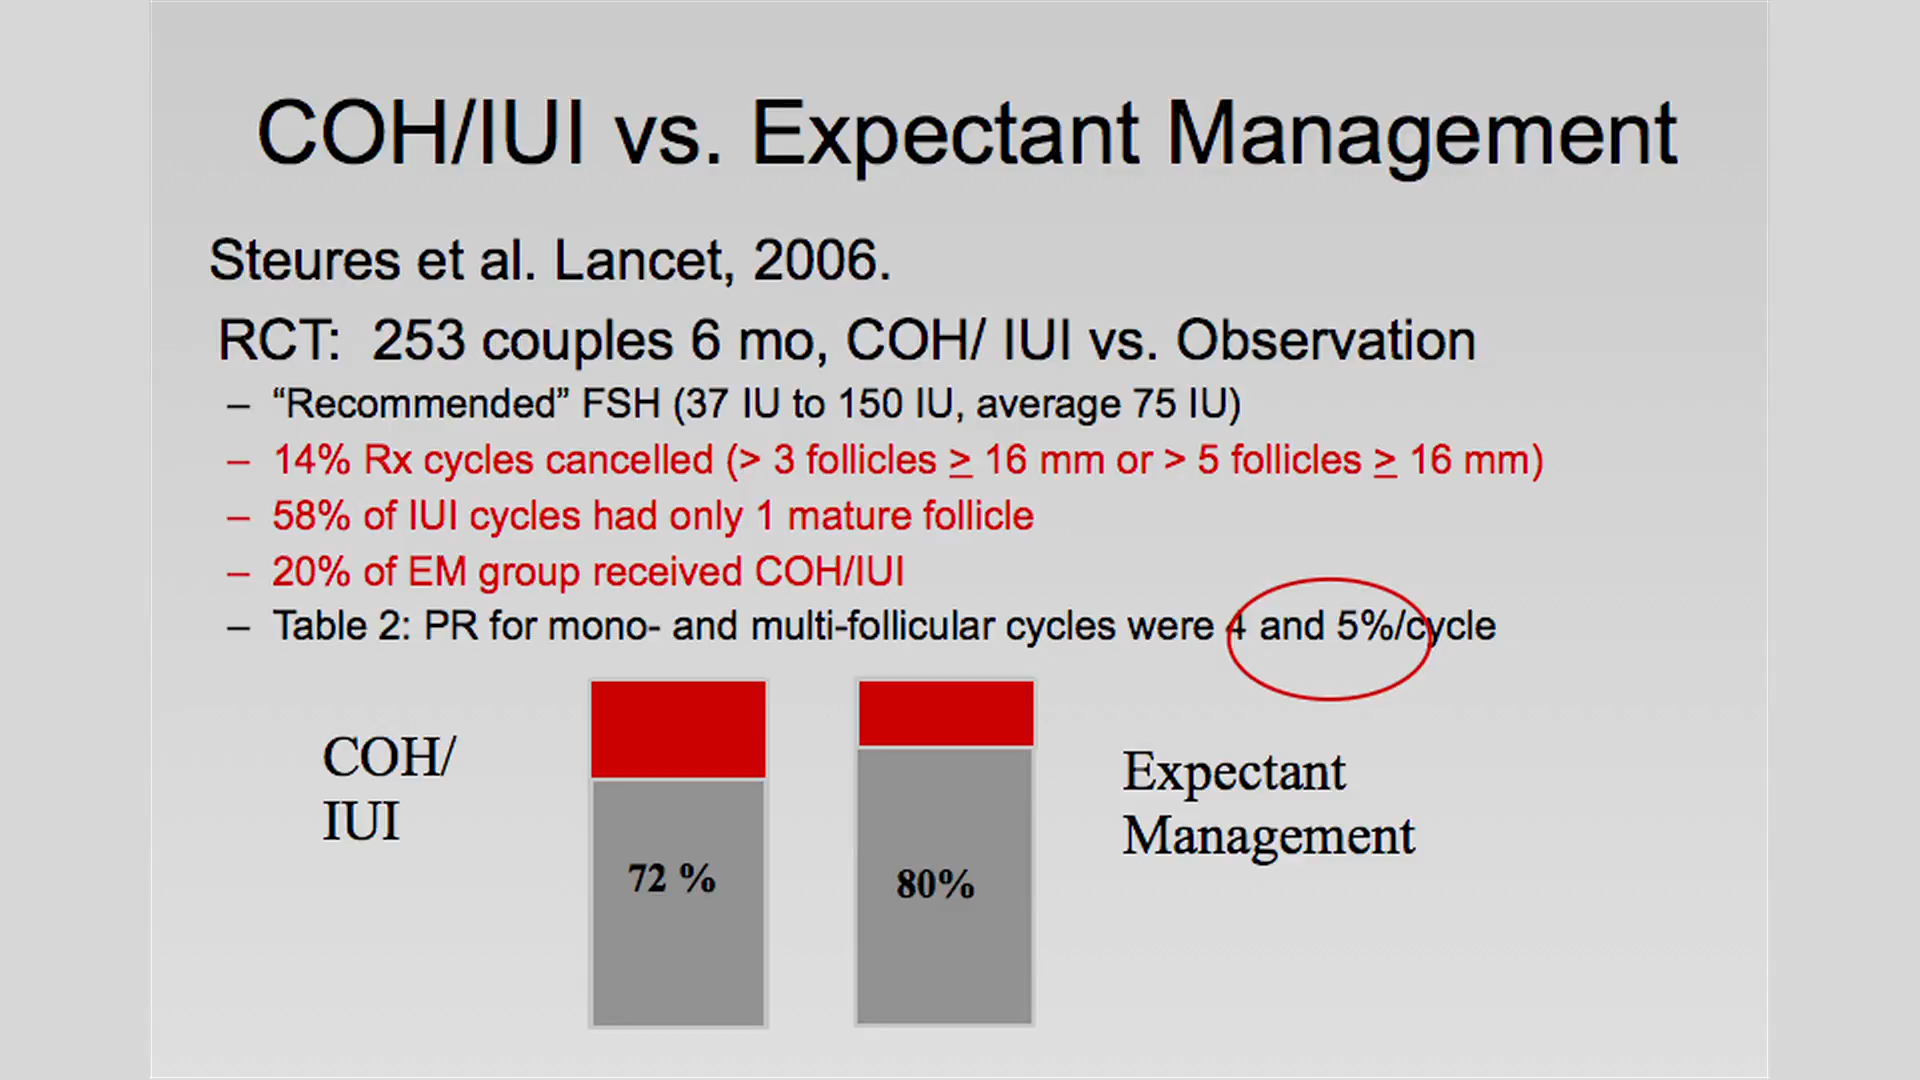 COH/IUI vs. Expectant Management
Steures et al. Lancet, 2006.
RCT:  253 couples 6 mo, COH/ IUI vs. Observation
– “Recommended” FSH (37 IU to 150 IU, average 75 IU)
– 14% Rx cycles cancelled (> 3 follicles ≥ 16 mm or > 5 follicles ≥ 16 mm)
– 58% of IUI cycles had only 1 mature follicle
– 20% of EM group received COH/IUI
– Table 2: PR for mono- and multi-follicular cycles were 4 and 5%/cycle
COH/
IUI
72 %
80%
Expectant
Management